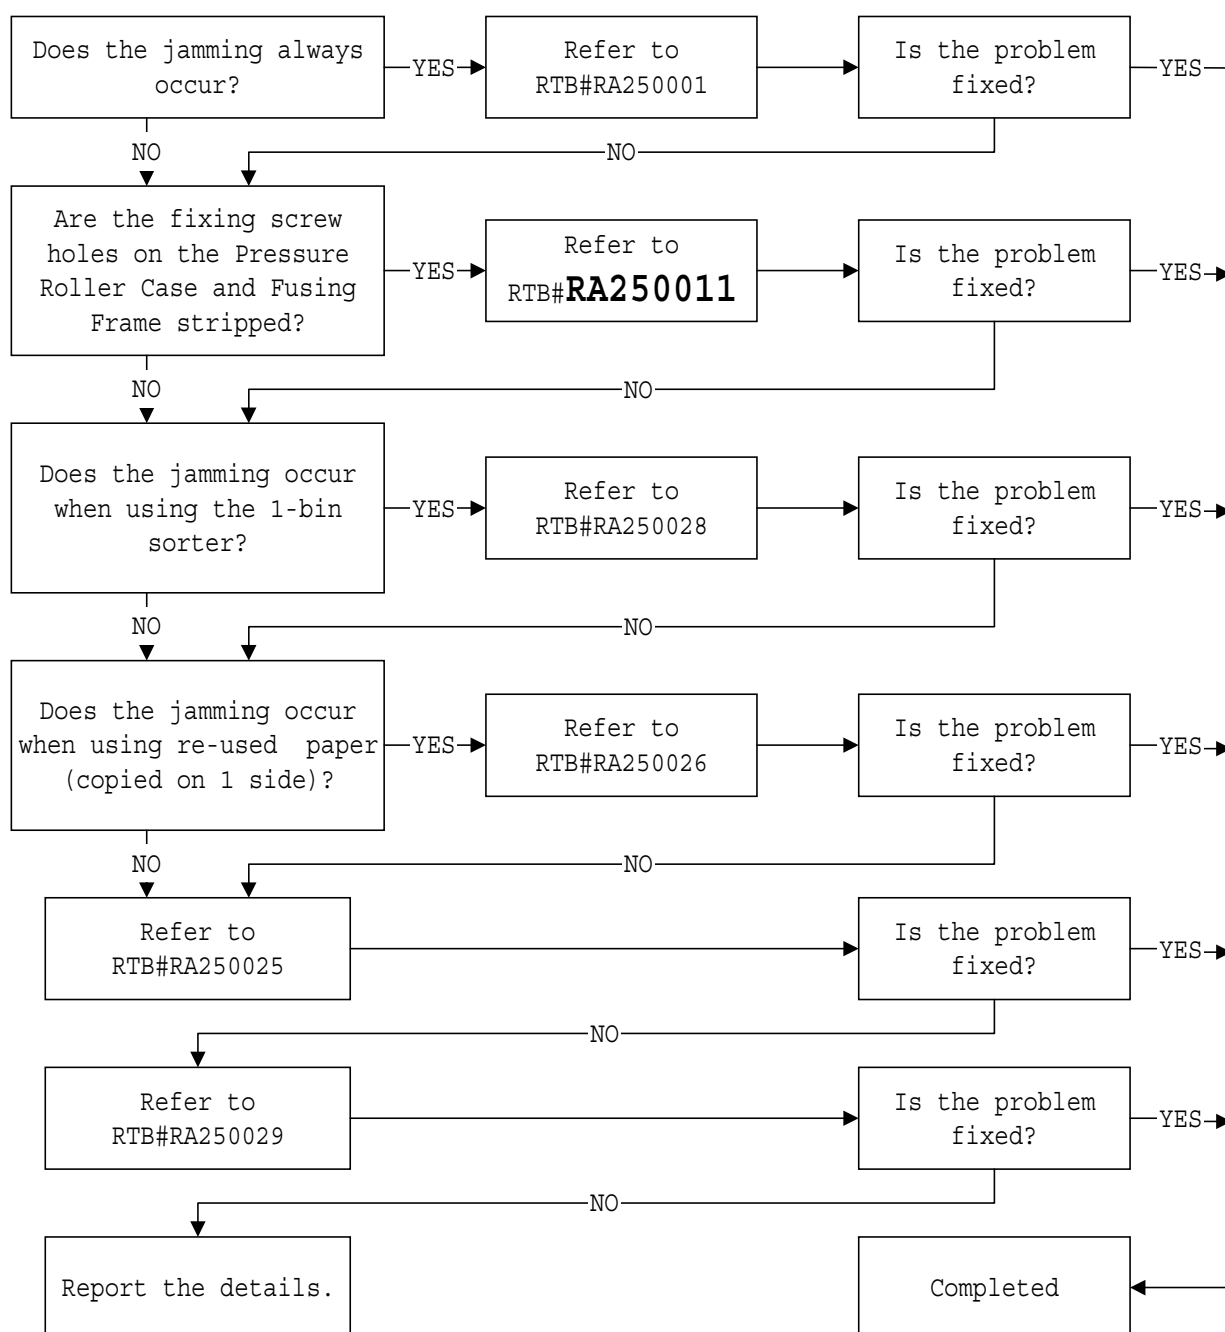 Does the jamming always
occur?
YES
Refer to
RTB#RA250001
Is the problem
fixed?
YES
NO
NO
Are the fixing screw
holes on the Pressure
Roller Case and Fusing
Frame stripped?
YES
Refer to
RTB#RA250011
Is the problem
fixed?
YES
NO
NO
Does the jamming occur
when using the 1-bin
sorter?
YES
Refer to
RTB#RA250028
Is the problem
fixed?
YES
NO
NO
Does the jamming occur
when using re-used paper
(copied on 1 side)?
YES
Refer to
RTB#RA250026
Is the problem
fixed?
YES
NO
NO
Refer to
RTB#RA250025
Is the problem
fixed?
YES
NO
Refer to
RTB#RA250029
Is the problem
fixed?
YES
NO
Report the details.
Completed